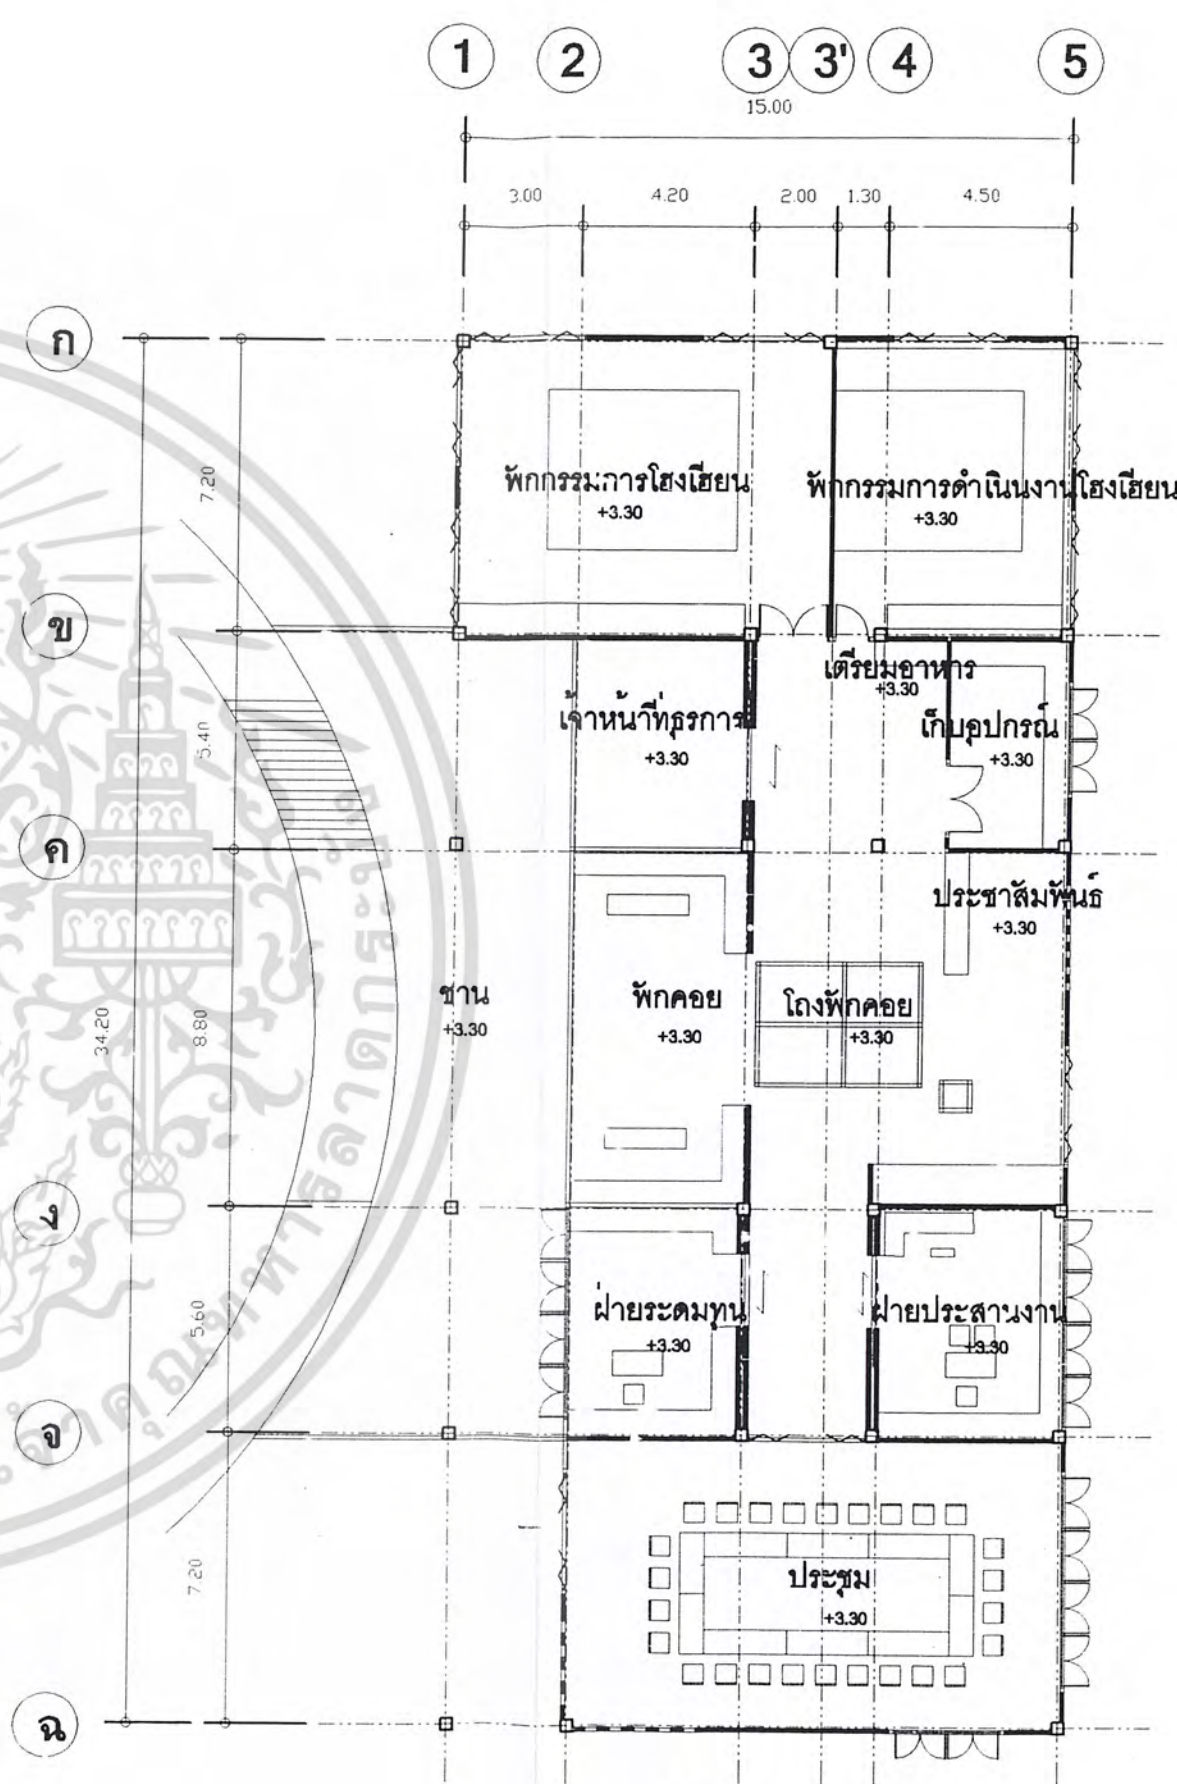 1 2 3 3' 4 5
15.00
3.00 4.20 2.00 1.30 4.50
ก
7.20
พักกรรมการโฮงเฮียน
+3.30
พักกรรมการดำเนินงานโฮงเฮียน
+3.30
ข
เตรียมอาหาร
+3.30
เจ้าหน้าที่ธุรการ
+3.30
เก็บอุปกรณ์
+3.30
5.40
ค
ประชาสัมพันธ์
+3.30
ชาน
+3.30
พักคอย
+3.30
โถงพักคอย
+3.30
34.20
8.80
ง
ฝ่ายระดมทุน
+3.30
ฝ่ายประสานงาน
+3.30
5.60
จ
ประชุม
+3.30
7.20
ฉ